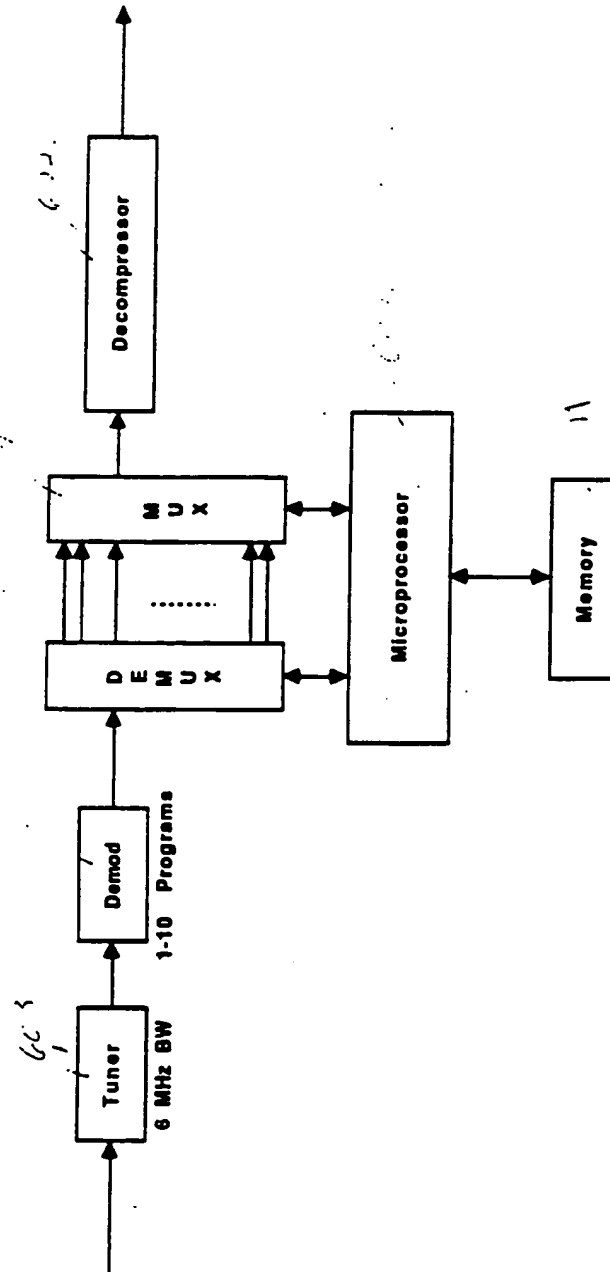 Tuner
6 MHz BW
Demod
1-10 Programs
DEMUX
MUX
Decompressor
Microprocessor
Memory